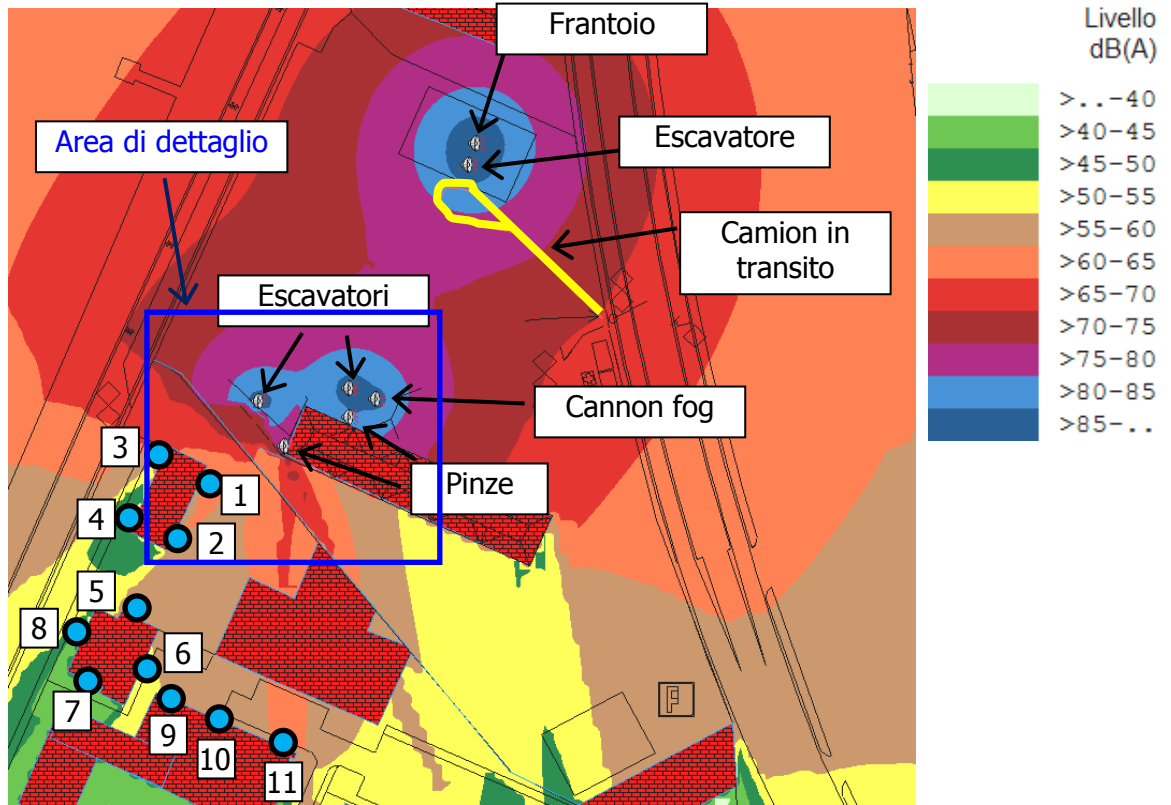 Frantoio
Livello
dB(A)
>..-40
>40-45
>45-50
>50-55
>55-60
>60-65
>65-70
>70-75
>75-80
>80-85
>85-..
Area di dettaglio
Escavatore
Camion in
transito
Escavatori
Cannon fog
Pinze
3
1
4
2
5
8
6
7
9
10
11
F